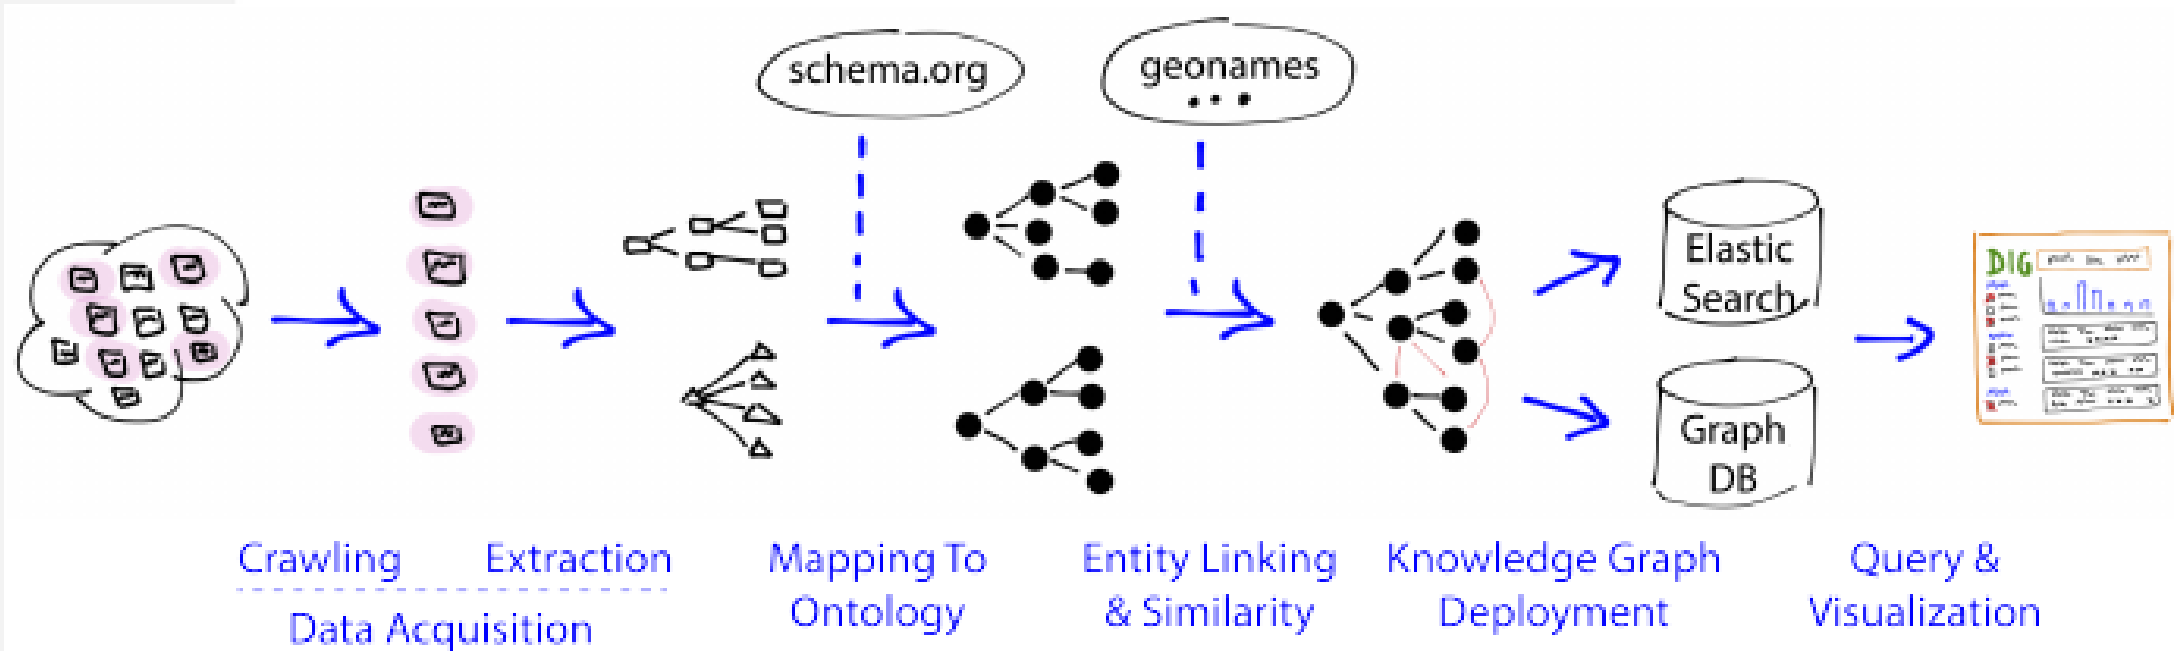 schema.org
geonames
...
Elastic
Search
Graph
DB
DIG
Crawling
Extraction
Data Acquisition
Mapping To
Ontology
Entity Linking
& Similarity
Knowledge Graph
Deployment
Query &
Visualization